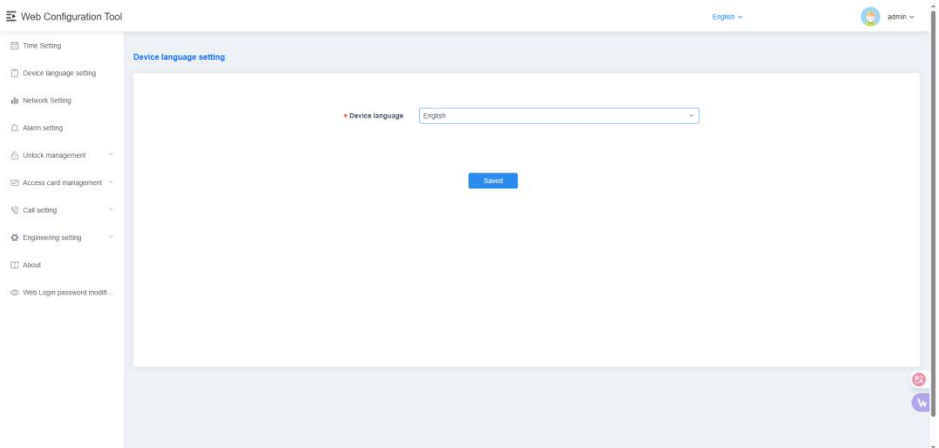 Web Configuration Tool
English
admin
Time Setting
Device language setting
Network Setting
Alarm setting
Unlock management
Access card management
Call setting
Engineering setting
About
Web Login password modifi...
Device language setting
* Device language
English
Saved